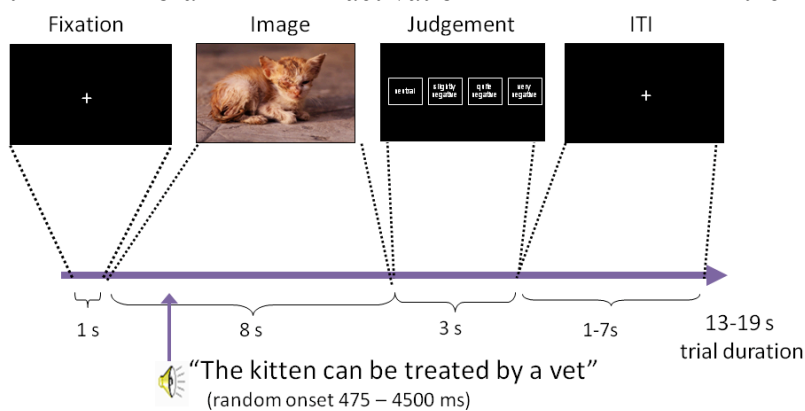 Fixation
Image
Judgement
ITI
neutral
slightly
negative
quite
negative
very
negative
1 s
8 s
3 s
1-7s
13-19 s
trial duration
“The kitten can be treated by a vet”
(random onset 475 – 4500 ms)